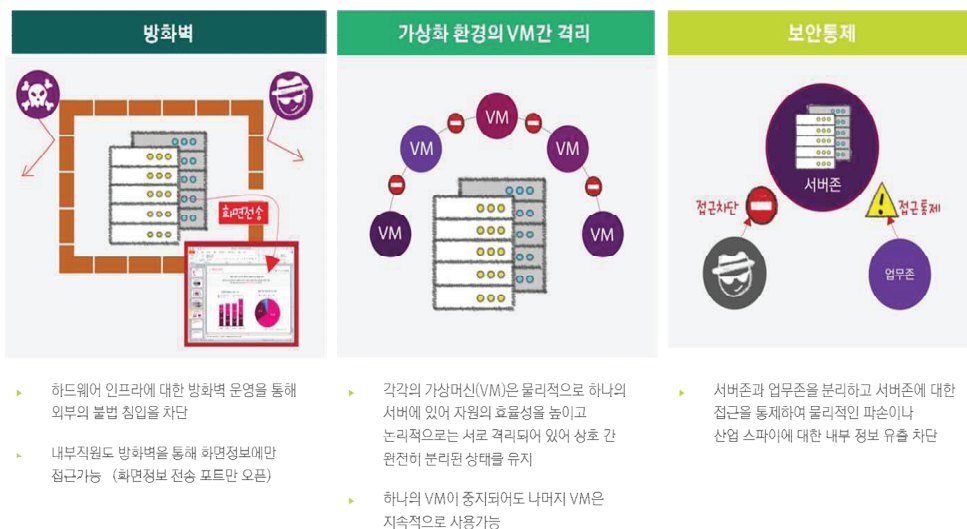 방화벽
화면전송
하드웨어 인프라에 대한 방화벽 운영을 통해
외부의 불법 침입을 차단
내부직원도 방화벽을 통해 화면정보에만
접근가능 (화면정보 전송 포트만 오픈)
가상화 환경의 VM간 격리
VM
VM
VM
VM
VM
각각의 가상머신(VM)은 물리적으로 하나의
서버에 있어 자원의 효율성을 높이고
논리적으로는 서로 격리되어 있어 상호 간
완전히 분리된 상태를 유지
하나의 VM이 중지되어도 나머지 VM은
지속적으로 사용가능
보안통제
서버존
접근차단
접근통제
업무존
서버존과 업무존을 분리하고 서버존에 대한
접근을 통제하여 물리적인 파손이나
산업 스파이에 대한 내부 정보 유출 차단